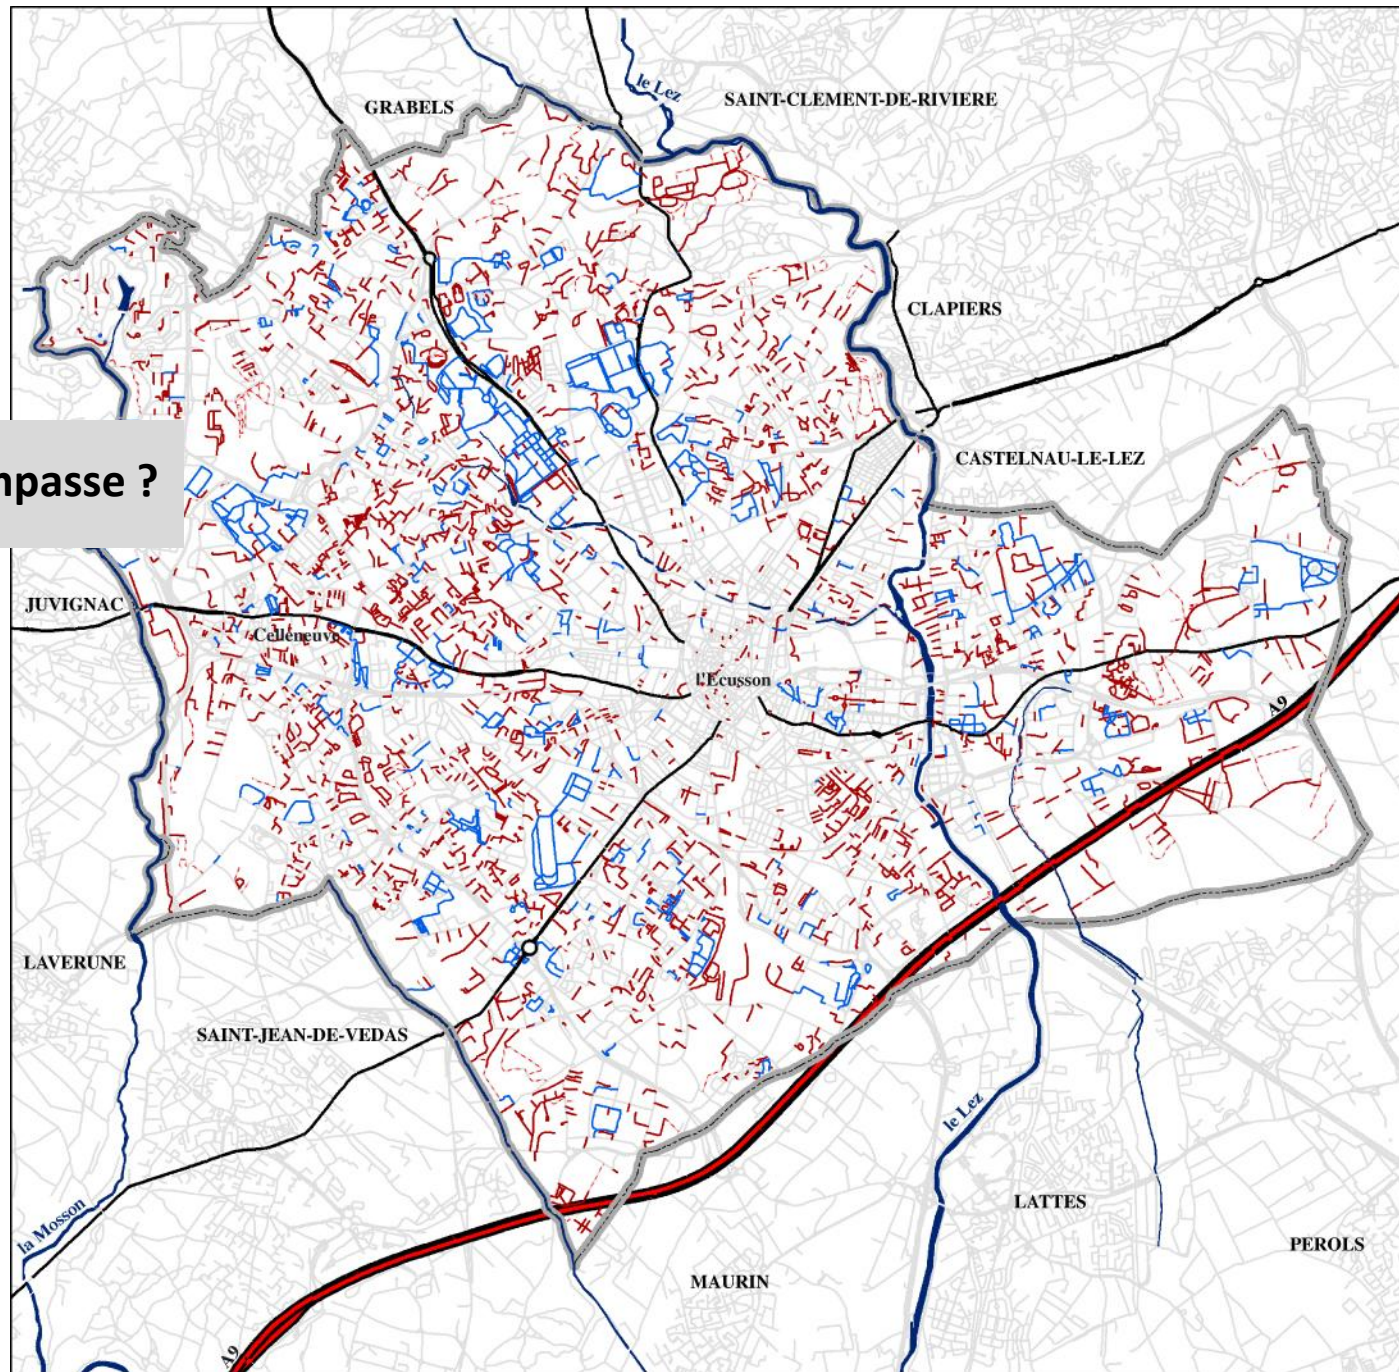 le Lez
SAINT-CLEMENT-DE-RIVIERE
GRABELS
CLAPIERS
CASTELNAU-LE-LEZ
npasse ?
JUVIGNAC
Celleneuve
l'Ecusson
A9
LAVERUNE
SAINT-JEAN-DE-VEDAS
le Lez
LATTES
la Mosson
PEROLS
MAURIN
A9